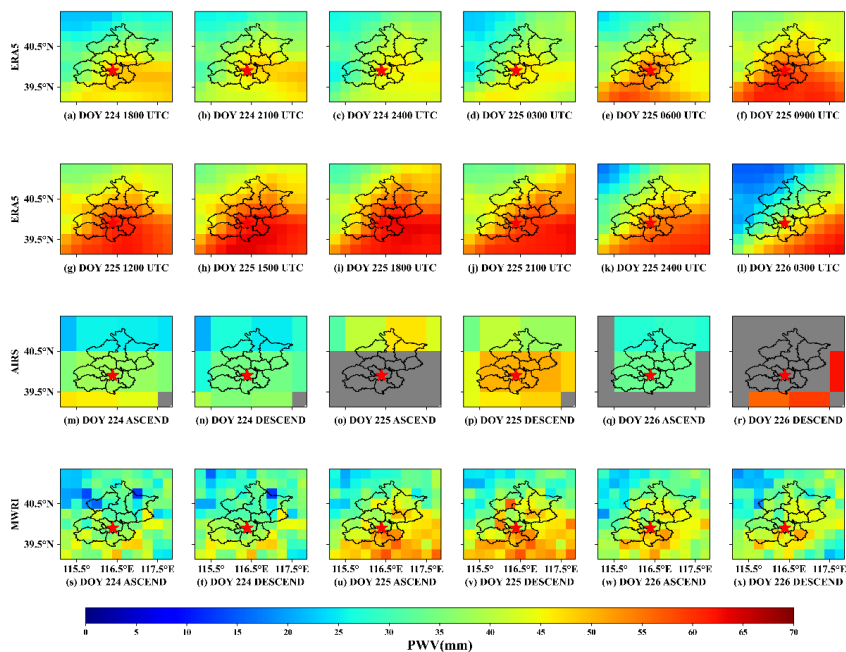 ERA5
40.5°N
39.5°N
(a) DOY 224 1800 UTC
(b) DOY 224 2100 UTC
(c) DOY 224 2400 UTC
(d) DOY 225 0300 UTC
(e) DOY 225 0600 UTC
(f) DOY 225 0900 UTC
ERA5
40.5°N
39.5°N
(g) DOY 225 1200 UTC
(h) DOY 225 1500 UTC
(i) DOY 225 1800 UTC
(j) DOY 225 2100 UTC
(k) DOY 225 2400 UTC
(l) DOY 226 0300 UTC
AIRS
40.5°N
39.5°N
(m) DOY 224 ASCEND
(n) DOY 224 DESCEND
(o) DOY 225 ASCEND
(p) DOY 225 DESCEND
(q) DOY 226 ASCEND
(r) DOY 226 DESCEND
MWRI
40.5°N
39.5°N
115.5°E 116.5°E 117.5°E
115.5°E 116.5°E 117.5°E
115.5°E 116.5°E 117.5°E
115.5°E 116.5°E 117.5°E
115.5°E 116.5°E 117.5°E
115.5°E 116.5°E 117.5°E
(s) DOY 224 ASCEND
(t) DOY 224 DESCEND
(u) DOY 225 ASCEND
(v) DOY 225 DESCEND
(w) DOY 226 ASCEND
(x) DOY 226 DESCEND
0 5 10 15 20 25 30 35 40 45 50 55 60 65 70
PWV(mm)